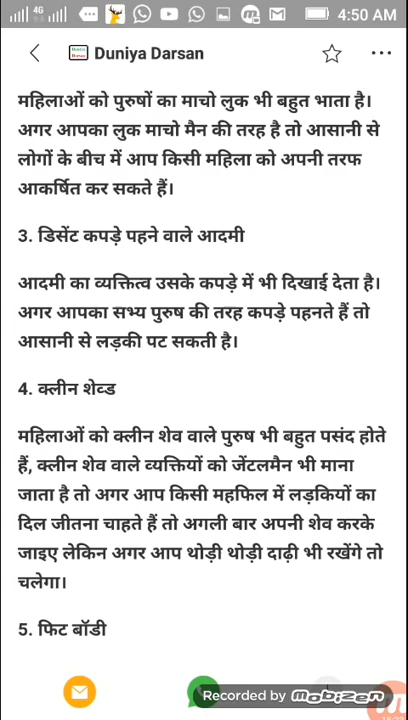 4G
4:50 AM
Duniya Darsan
महिलाओं को पुरुषों का माचो लुक भी बहुत भाता है।
अगर आपका लुक माचो मैन की तरह है तो आसानी से
लोगों के बीच में आप किसी महिला को अपनी तरफ
आकर्षित कर सकते हैं।
3. डिसेंट कपड़े पहने वाले आदमी
आदमी का व्यक्तित्व उसके कपड़े में भी दिखाई देता है।
अगर आपका सभ्य पुरुष की तरह कपड़े पहनते हैं तो
आसानी से लड़की पट सकती है।
4. क्लीन शेव्ड
महिलाओं को क्लीन शेव वाले पुरुष भी बहुत पसंद होते
हैं, क्लीन शेव वाले व्यक्तियों को जेंटलमैन भी माना
जाता है तो अगर आप किसी महफिल में लड़कियों का
दिल जीतना चाहते हैं तो अगली बार अपनी शेव करके
जाइए लेकिन अगर आप थोड़ी थोड़ी दाढ़ी भी रखेंगे तो
चलेगा।
5. फिट बॉडी
Recorded by MOBIZEN